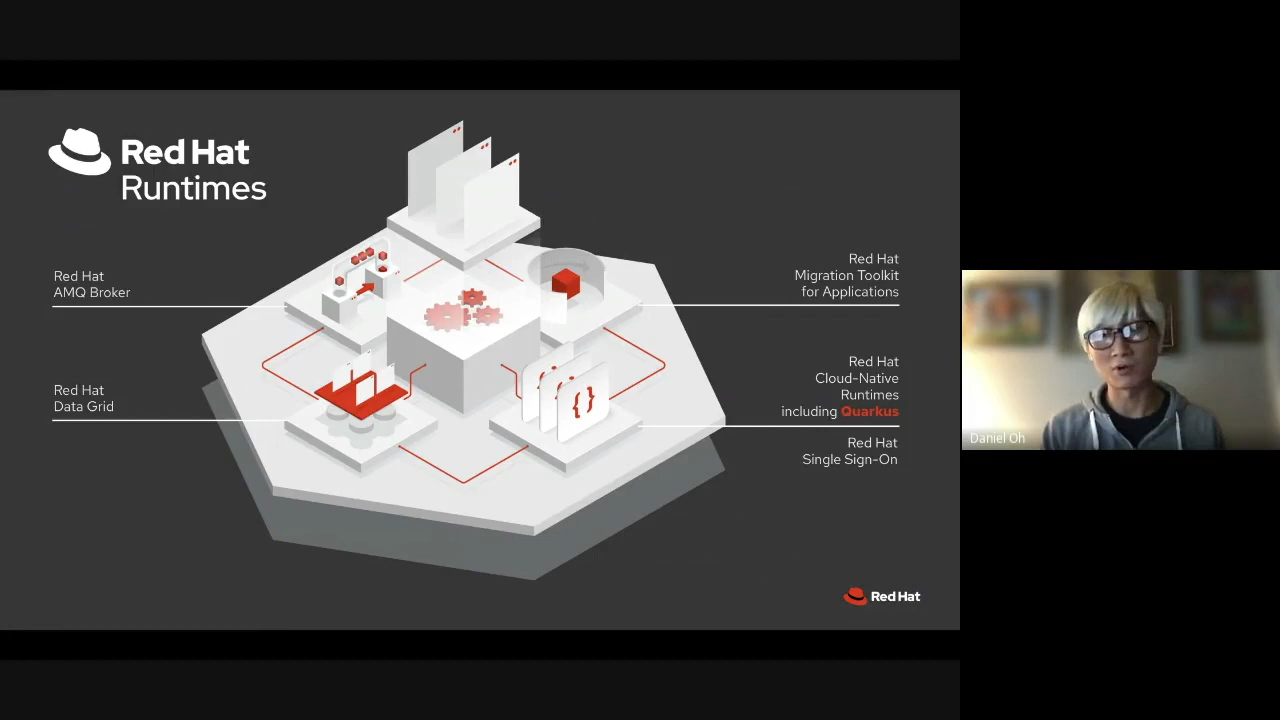 Red Hat
Runtimes
Red Hat
AMQ Broker
Red Hat
Data Grid
Red Hat
Migration Toolkit
for Applications
Red Hat
Cloud-Native
Runtimes
including Quarkus
Red Hat
Single Sign-On
{}
Red Hat
Daniel Oh